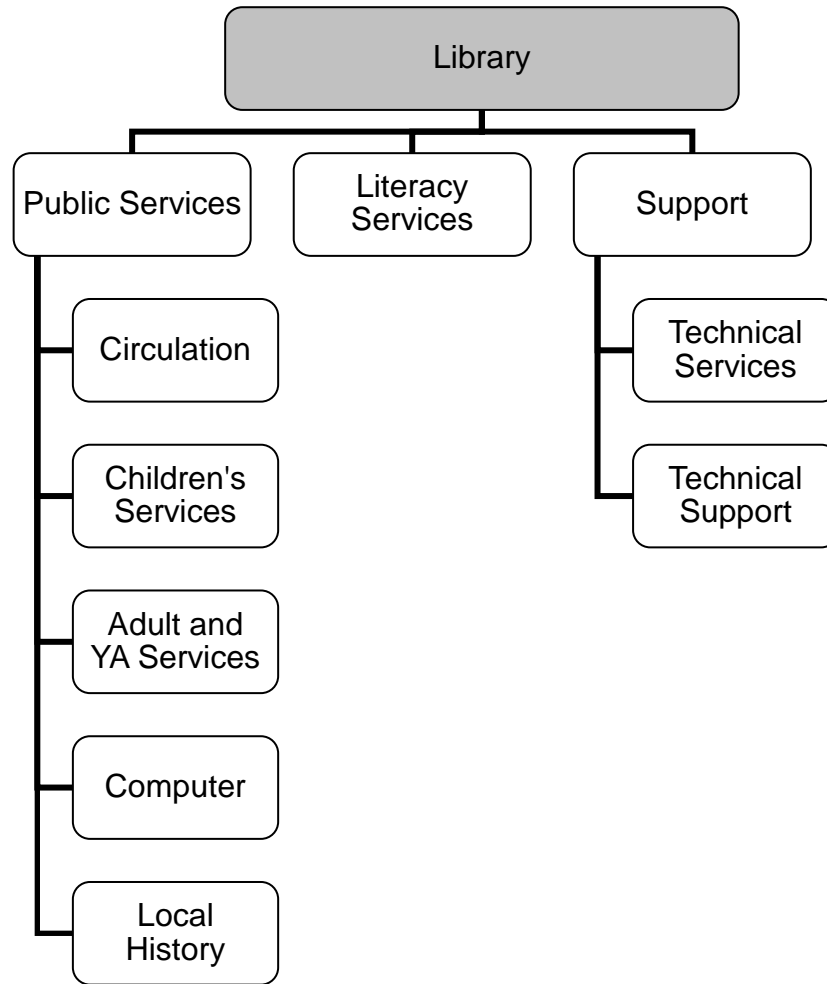 Library
Public Services
Literacy
Services
Support
Circulation
Children's
Services
Adult and
YA Services
Computer
Local
History
Technical
Services
Technical
Support